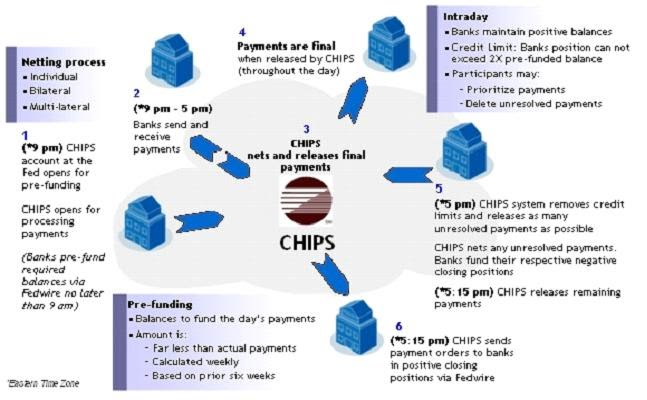 Netting process
• Individual
• Bilateral
• Multi-lateral
1
(*9 pm) CHIPS
account at the
Fed opens for
pre-funding
CHIPS opens for
processing
payments
(Banks pre-fund
required
balances via
Fedwire no later
than 9 am)
2
(*9 pm - 5 pm)
Banks send and
receive
payments
3
CHIPS
nets and releases final
payments
CHIPS
4
Payments are final
when released by CHIPS
(throughout the day)
Intraday
• Banks maintain positive balances
• Credit Limit: Banks position can not
exceed 2X pre-funded balance
• Participants may:
- Prioritize payments
- Delete unresolved payments
5
(*5 pm) CHIPS system removes credit
limits and releases as many
unresolved payments as possible
CHIPS nets any unresolved payments.
Banks fund their respective negative
closing positions
(*5:15 pm) CHIPS releases remaining
payments
6
(*5:15 pm) CHIPS sends
payment orders to banks
in positive closing
positions via Fedwire
Pre-funding
• Balances to fund the day's payments
• Amount is:
- Far less than actual payments
- Calculated weekly
- Based on prior six weeks
*Eastern Time Zone